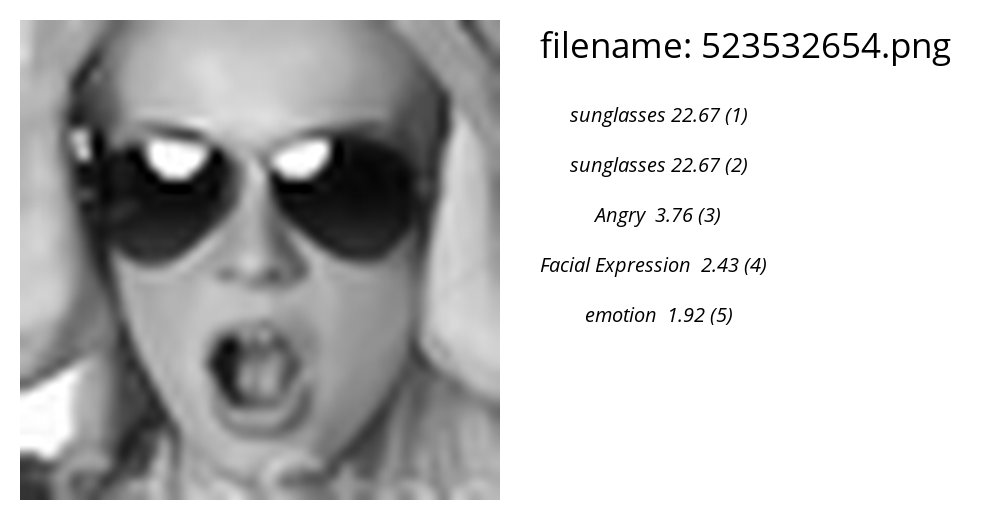 filename: 523532654.png
sunglasses 22.67 (1)
sunglasses 22.67 (2)
Angry 3.76 (3)
Facial Expression 2.43 (4)
emotion 1.92 (5)